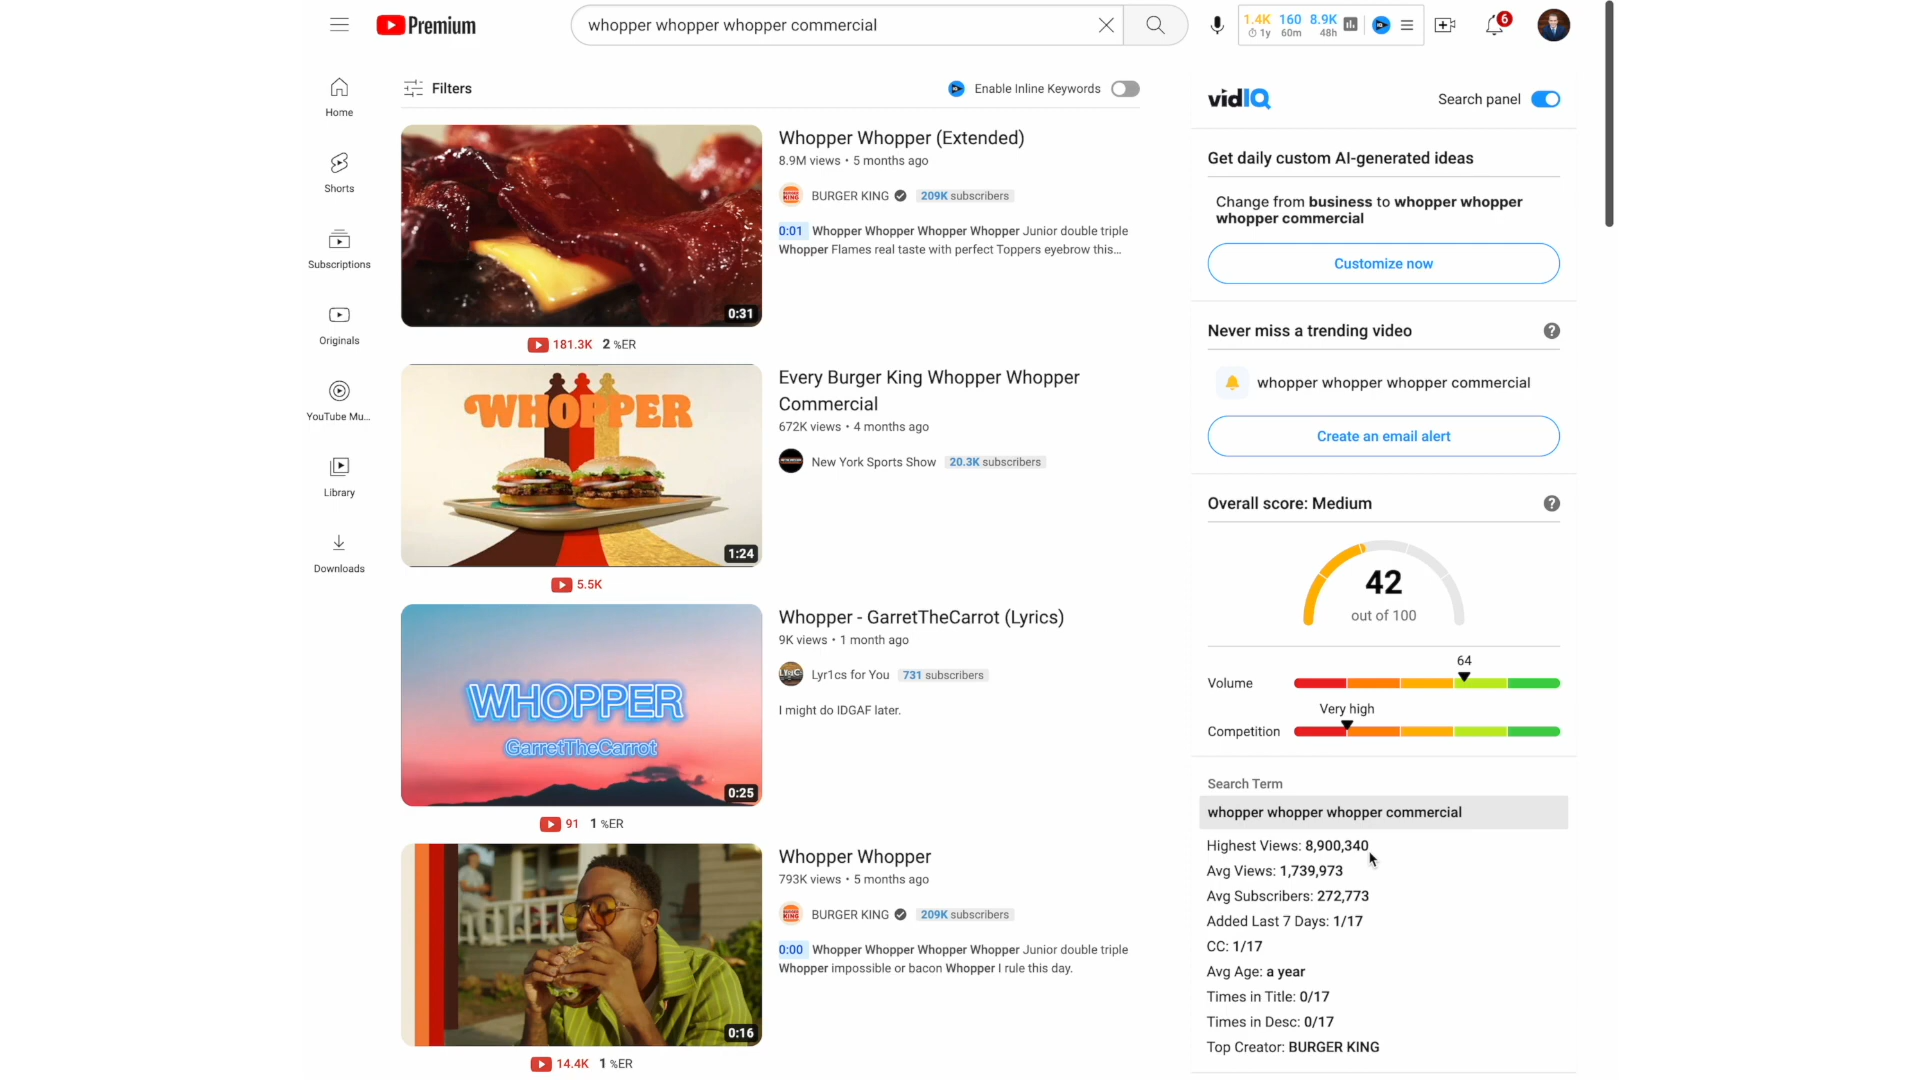 Premium
whopper whopper whopper commercial
1.4K 160 8.9K
1y 60m 48h
6
Home
Shorts
Subscriptions
Originals
YouTube Mu...
Library
Downloads
Filters
Enable Inline Keywords
0:31
181.3K 2 %ER
Whopper Whopper (Extended)
8.9M views • 5 months ago
BURGER KING 209K subscribers
0:01 Whopper Whopper Whopper Whopper Junior double triple
Whopper Flames real taste with perfect Toppers eyebrow this...
WHOPPER
1:24
5.5K
Every Burger King Whopper Whopper
Commercial
672K views • 4 months ago
New York Sports Show 20.3K subscribers
WHOPPER
GarretTheCarrot
0:25
91 1 %ER
Whopper - GarretTheCarrot (Lyrics)
9K views • 1 month ago
Lyr1cs for You 731 subscribers
I might do IDGAF later.
0:16
14.4K 1 %ER
Whopper Whopper
793K views • 5 months ago
BURGER KING 209K subscribers
0:00 Whopper Whopper Whopper Whopper Junior double triple
Whopper impossible or bacon Whopper I rule this day.
vidIQ
Search panel
Get daily custom AI-generated ideas
Change from business to whopper whopper
whopper commercial
Customize now
Never miss a trending video
whopper whopper whopper commercial
Create an email alert
Overall score: Medium
42
out of 100
64
Volume
Very high
Competition
Search Term
whopper whopper whopper commercial
Highest Views: 8,900,340
Avg Views: 1,739,973
Avg Subscribers: 272,773
Added Last 7 Days: 1/17
CC: 1/17
Avg Age: a year
Times in Title: 0/17
Times in Desc: 0/17
Top Creator: BURGER KING